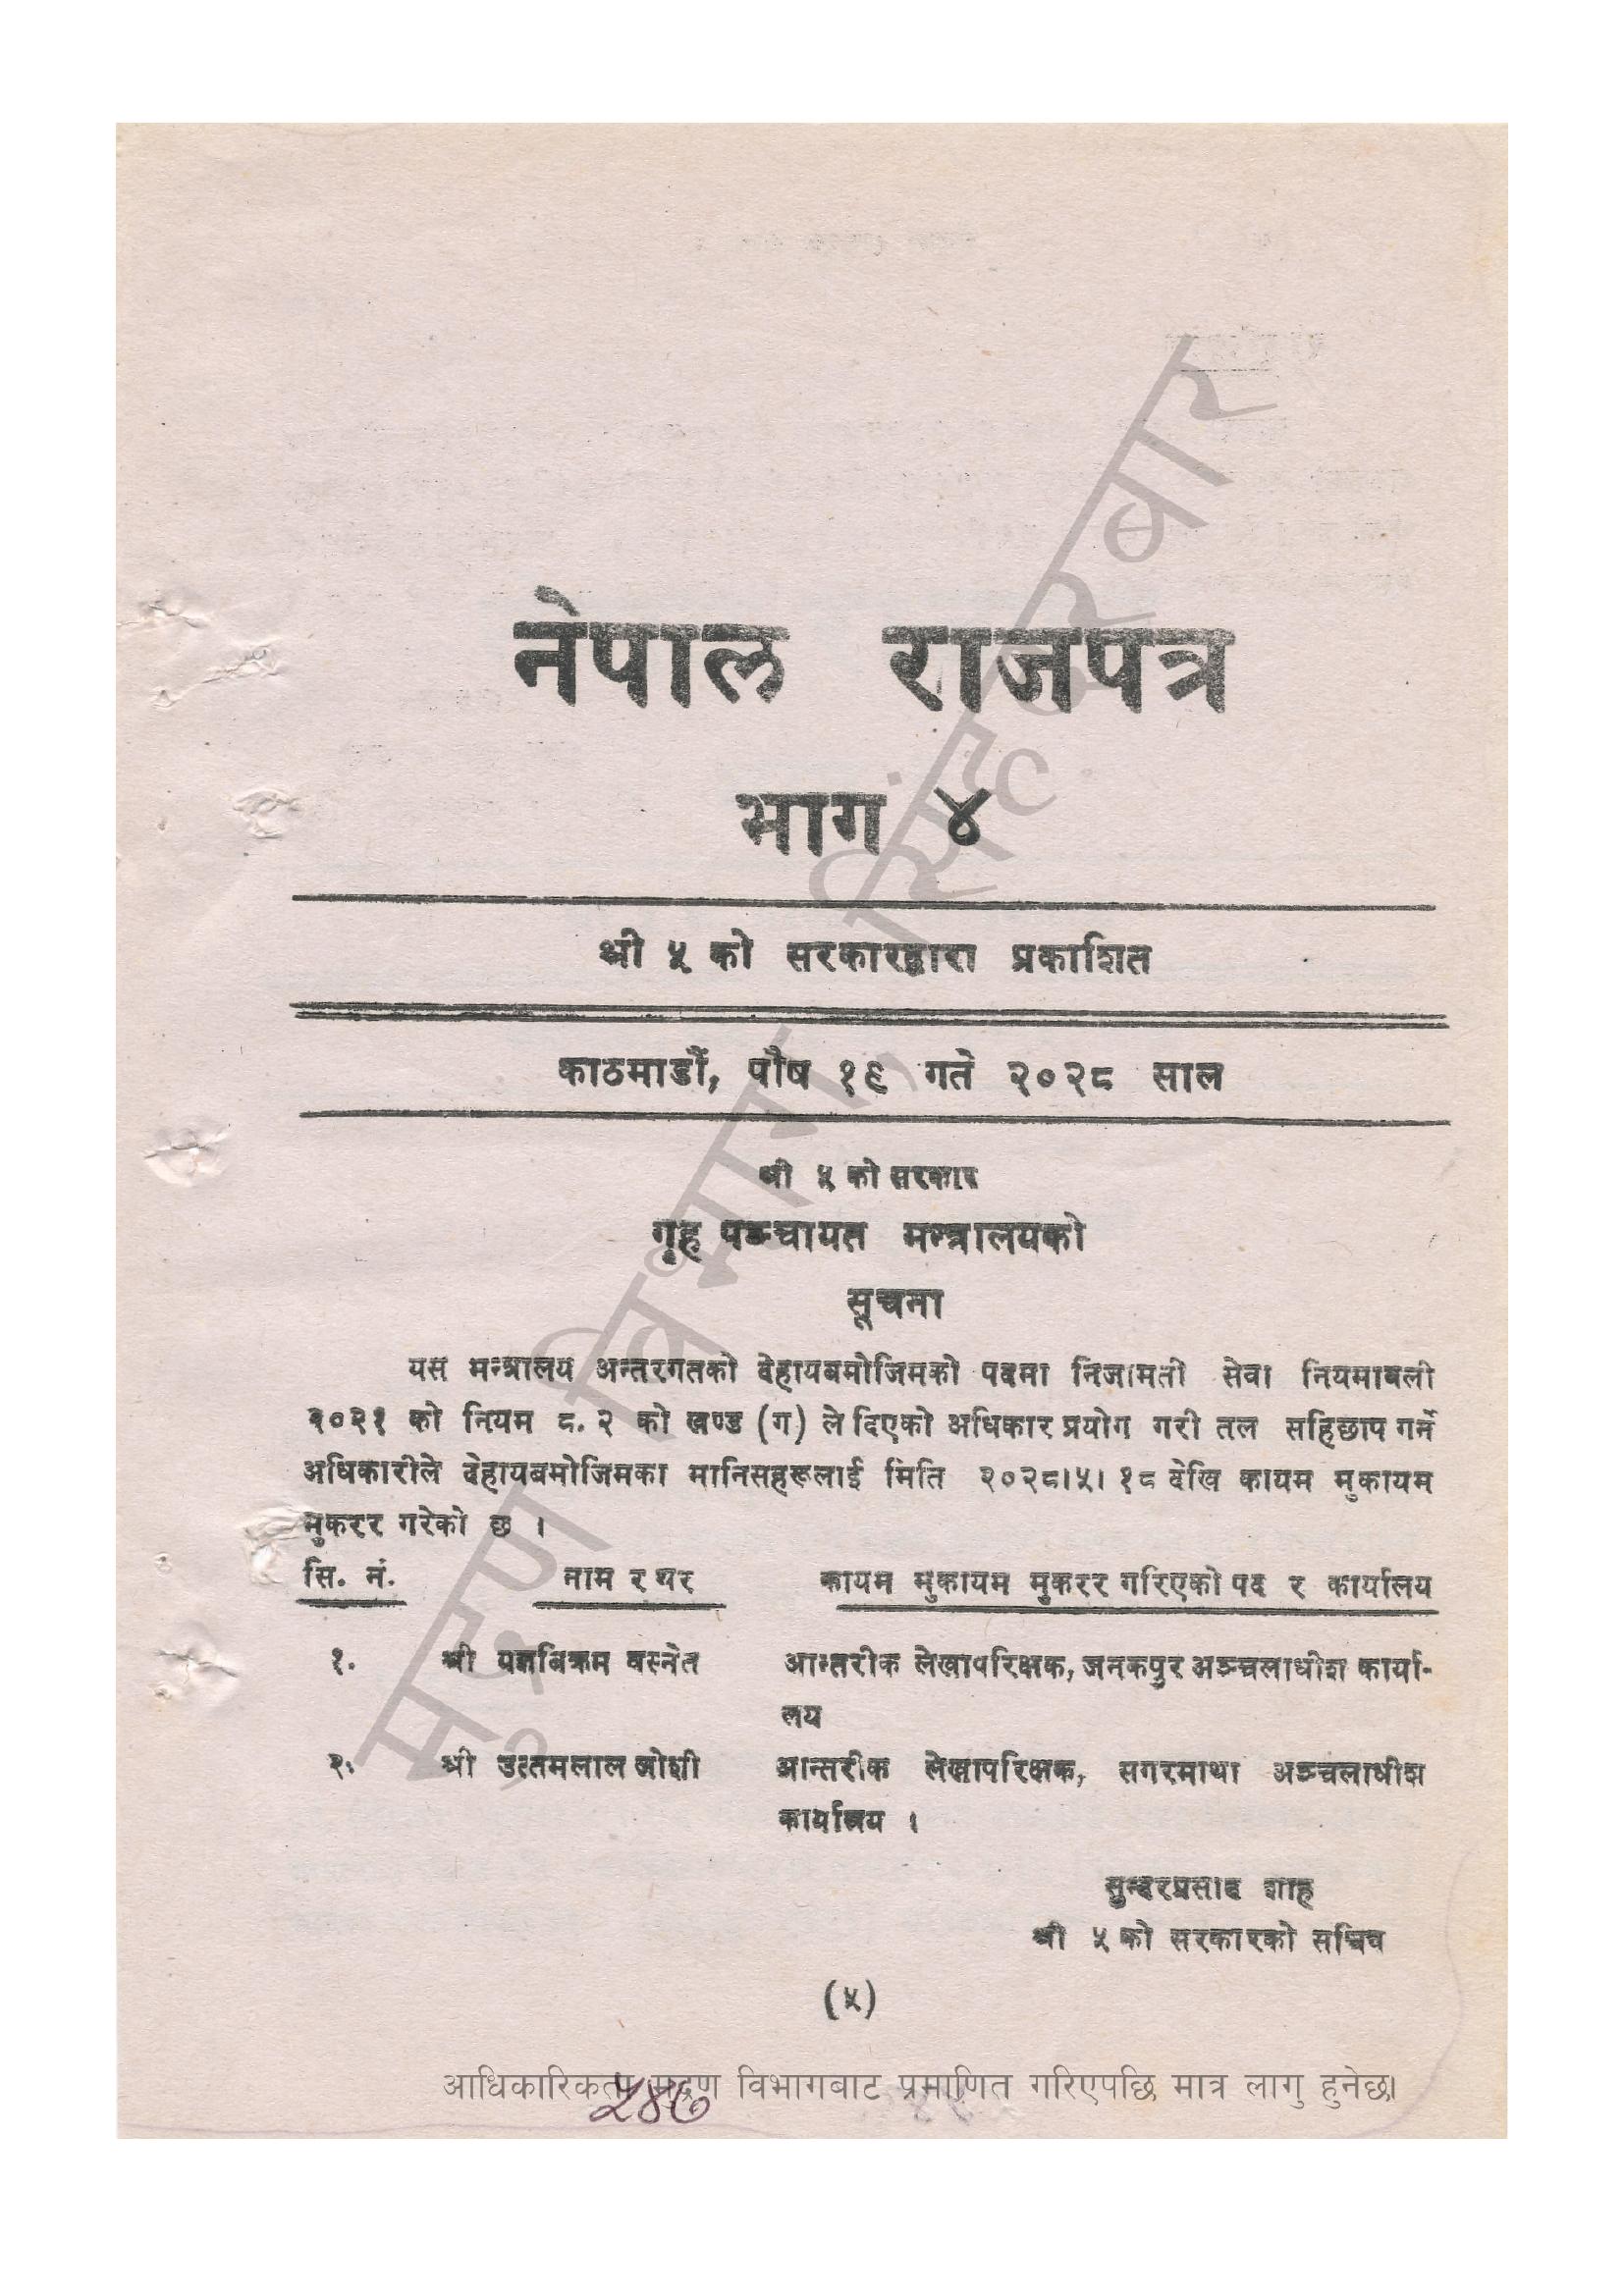 नेपाल राजपत्र
भाग ४
श्री ५ को सरकारद्वारा प्रकाशित
काठमाडौं, पौष १९ गते २०२८ साल
श्री ५ को सरकार
गृह पञ्चायत मन्त्रालयको
सूचना
यस मन्त्रालय अन्तरगतको देहायबमोजिमको पदमा निजामती सेवा नियमावली
२०२१ को नियम ८.२ को खण्ड (ग) ले दिएको अधिकार प्रयोग गरी तल सहिछाप गर्ने
अधिकारीले देहायबमोजिमका मानिसहरूलाई मिति २०२८।५।१८ देखि कायम मुकायम
मुकरर गरेको छ ।
सि. नं. नाम र थर कायम मुकायम मुकरर गरिएको पद र कार्यालय
१. श्री वस्नेत आन्तरीक लेखापरिक्षक, जनकपुर अञ्चलाधीश कार्या-
लय
२. श्री उत्तमलाल जोशी आन्तरीक लेखापरिक्षक, सगरमाथा अञ्चलाधीश
कार्यालय ।
सुन्दरप्रसाद शाह
श्री ५ को सरकारको सचिव
(५)
आधिकारिकता मुद्रण विभागबाट प्रमाणित गरिएपछि मात्र लागु हुनेछ।
५४७
मुद्रण विभाग, सिंहदरबार